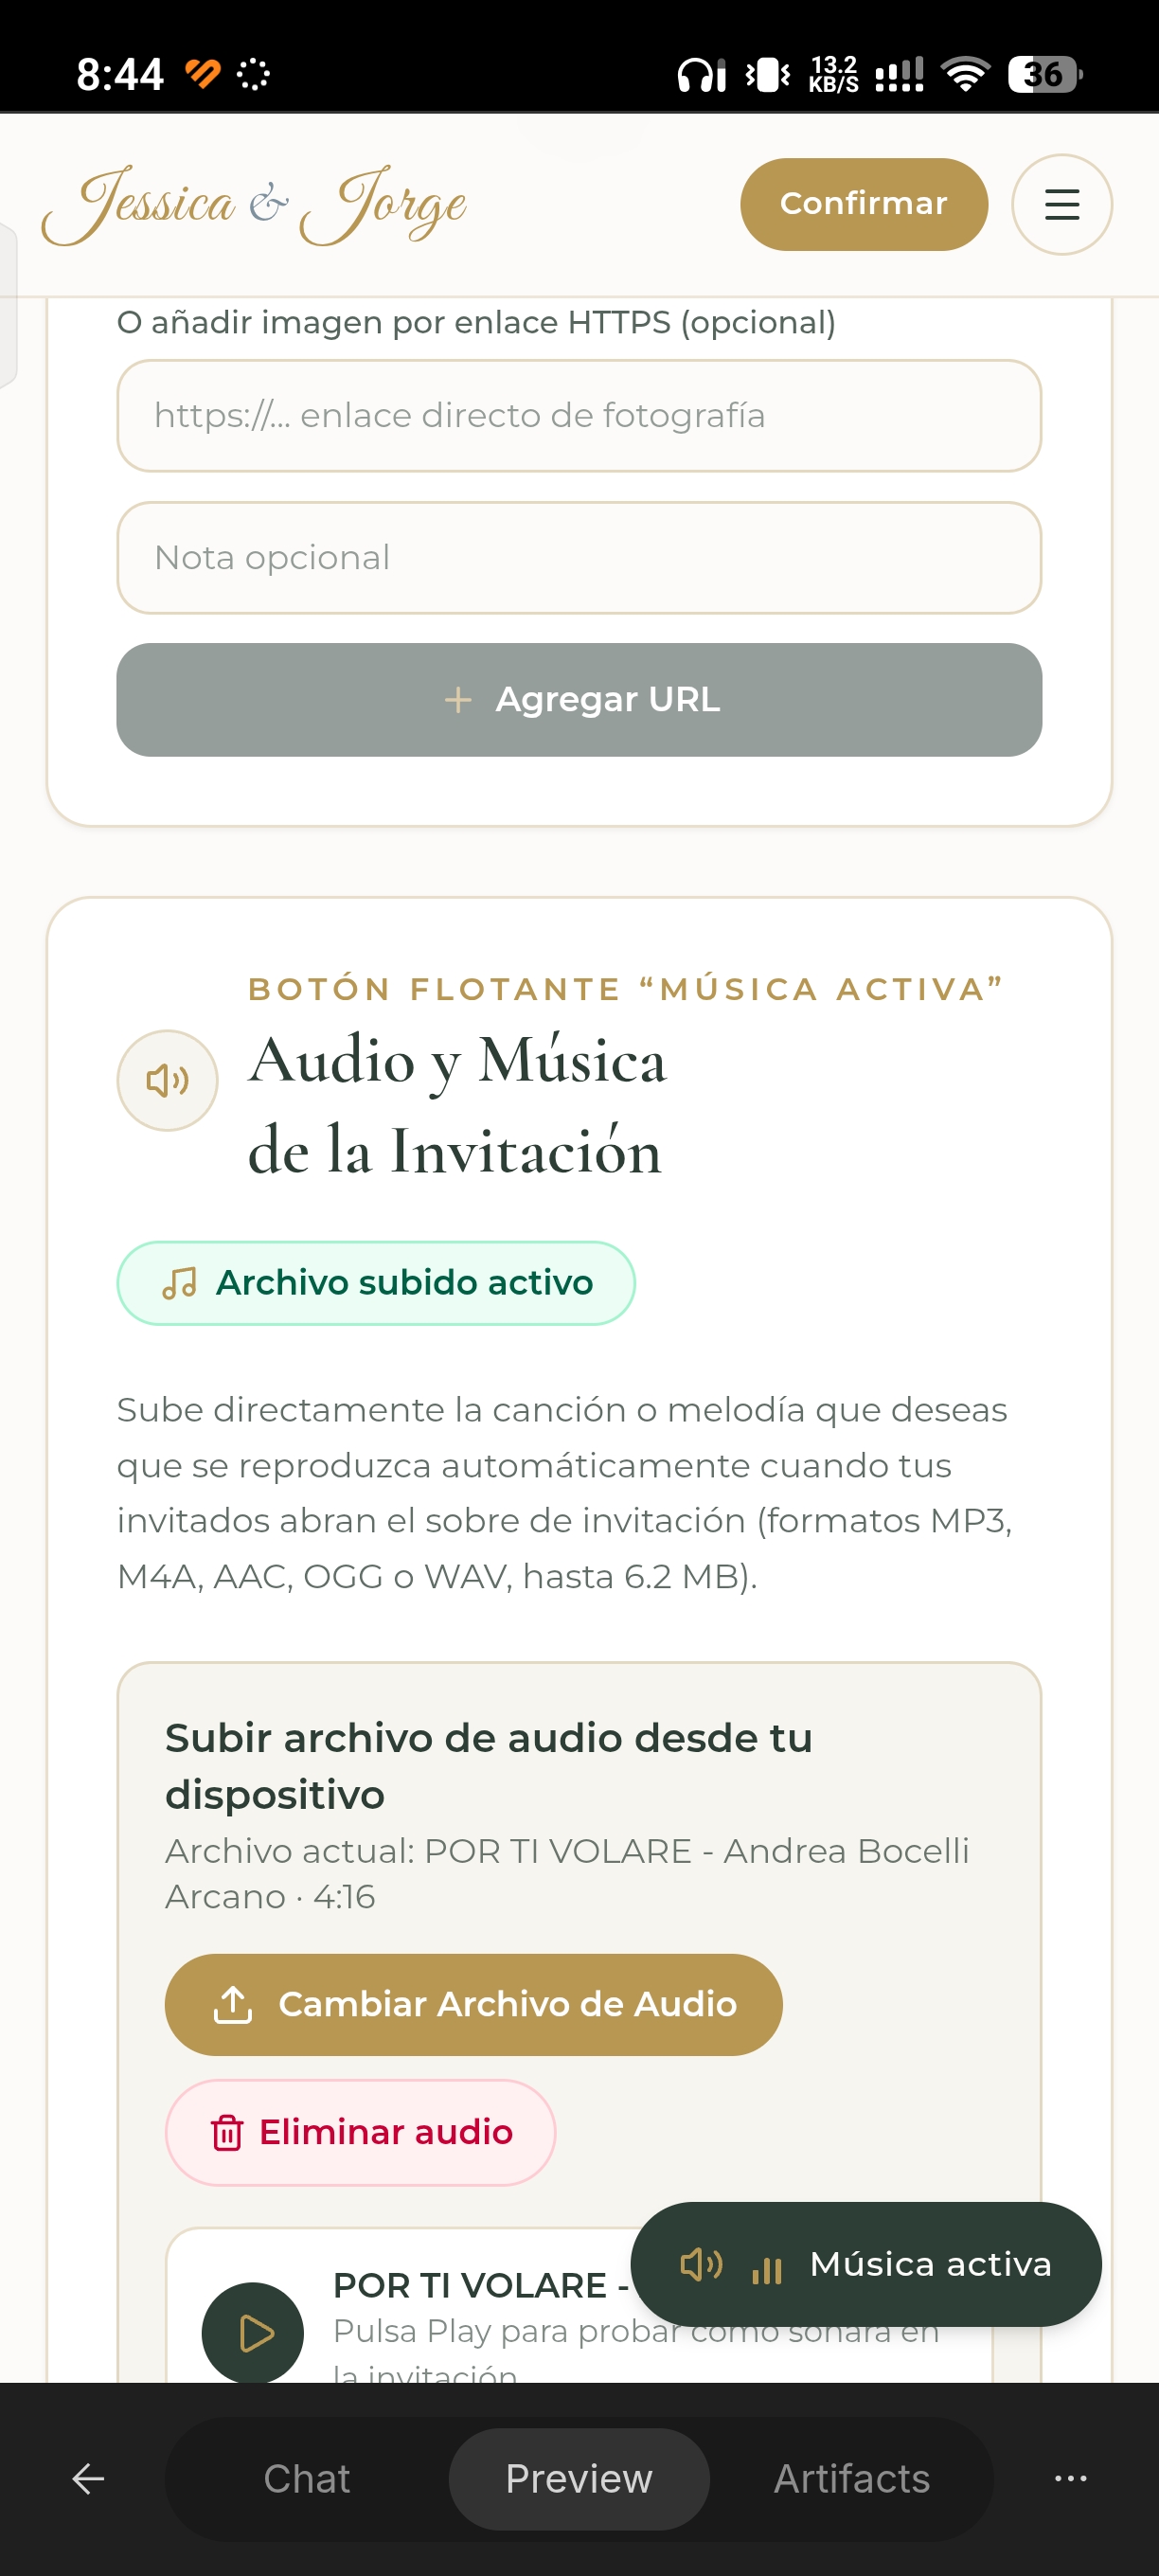 8:44
13.2
KB/S
36
Jessica & Jorge
Confirmar
O añadir imagen por enlace HTTPS (opcional)
https://... enlace directo de fotografía
Nota opcional
Agregar URL
BOTÓN FLOTANTE “MÚSICA ACTIVA”
Audio y Música
de la Invitación
Archivo subido activo
Sube directamente la canción o melodía que deseas
que se reproduzca automáticamente cuando tus
invitados abran el sobre de invitación (formatos MP3,
M4A, AAC, OGG o WAV, hasta 6.2 MB).
Subir archivo de audio desde tu
dispositivo
Archivo actual: POR TI VOLARE - Andrea Bocelli
Arcano · 4:16
Cambiar Archivo de Audio
Eliminar audio
Música activa
POR TI VOLARE -
Pulsa Play para probar como sonará en
la invitación
Chat
Preview
Artifacts